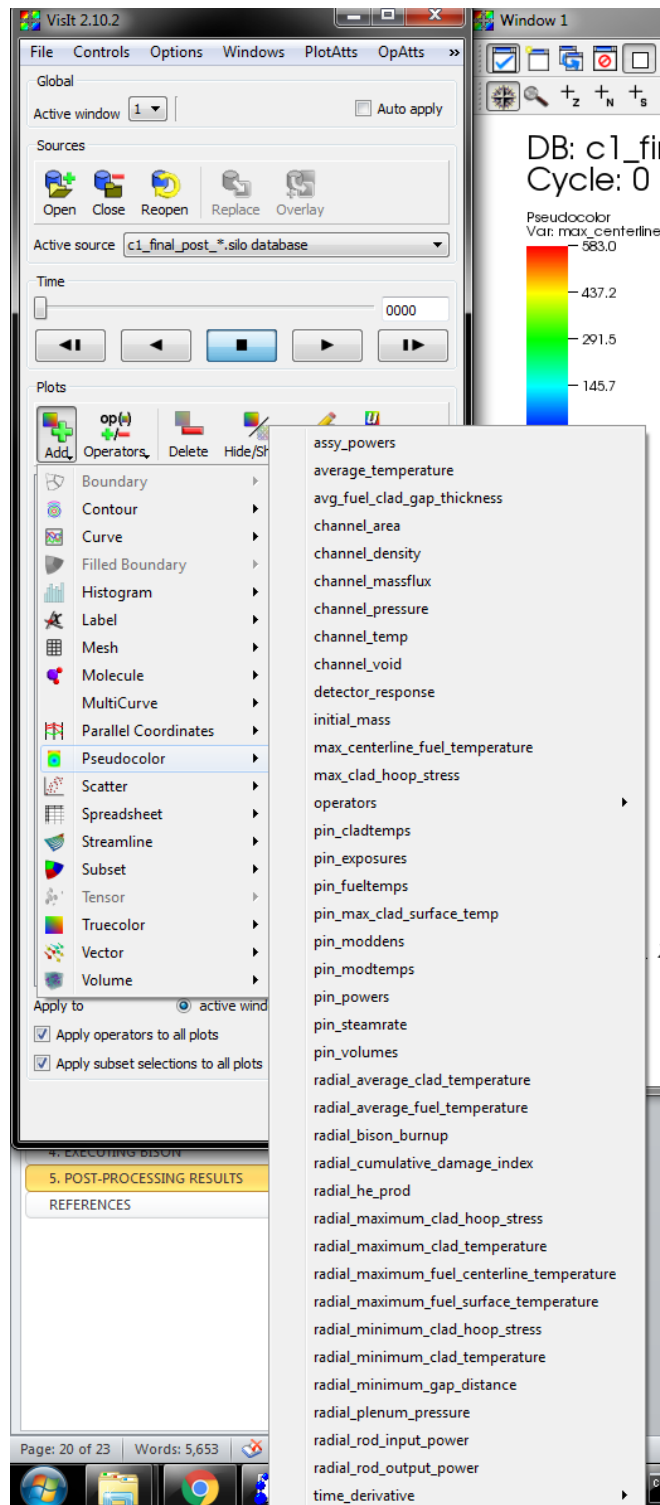 VisIt 2.10.2
File Controls Options Windows PlotAtts OpAtts »
Global
Active window 1
Auto apply
Sources
Open Close Reopen Replace Overlay
Active source c1_final_post_*.silo database
Time
0000
Plots
Add Operators Delete Hide/Sh
Boundary
Contour
Curve
Filled Boundary
Histogram
Label
Mesh
Molecule
MultiCurve
Parallel Coordinates
Pseudocolor
Scatter
Spreadsheet
Streamline
Subset
Tensor
Truecolor
Vector
Volume
assy_powers
average_temperature
avg_fuel_clad_gap_thickness
channel_area
channel_density
channel_massflux
channel_pressure
channel_temp
channel_void
detector_response
initial_mass
max_centerline_fuel_temperature
max_clad_hoop_stress
operators
pin_cladtemps
pin_exposures
pin_fueltemps
pin_max_clad_surface_temp
pin_moddens
pin_modtemps
pin_powers
pin_steamrate
pin_volumes
radial_average_clad_temperature
radial_average_fuel_temperature
radial_bison_burnup
radial_cumulative_damage_index
radial_he_prod
radial_maximum_clad_hoop_stress
radial_maximum_clad_temperature
radial_maximum_fuel_centerline_temperature
radial_maximum_fuel_surface_temperature
radial_minimum_clad_hoop_stress
radial_minimum_clad_temperature
radial_minimum_gap_distance
radial_plenum_pressure
radial_rod_input_power
radial_rod_output_power
time_derivative
Apply to active wind
Apply operators to all plots
Apply subset selections to all plots
4. EXECUTING BISON
5. POST-PROCESSING RESULTS
REFERENCES
Page: 20 of 23 Words: 5,653
Window 1
+Z +N +S
DB: c1_fi
Cycle: 0
Pseudocolor
Var: max_centerline
583.0
437.2
291.5
145.7